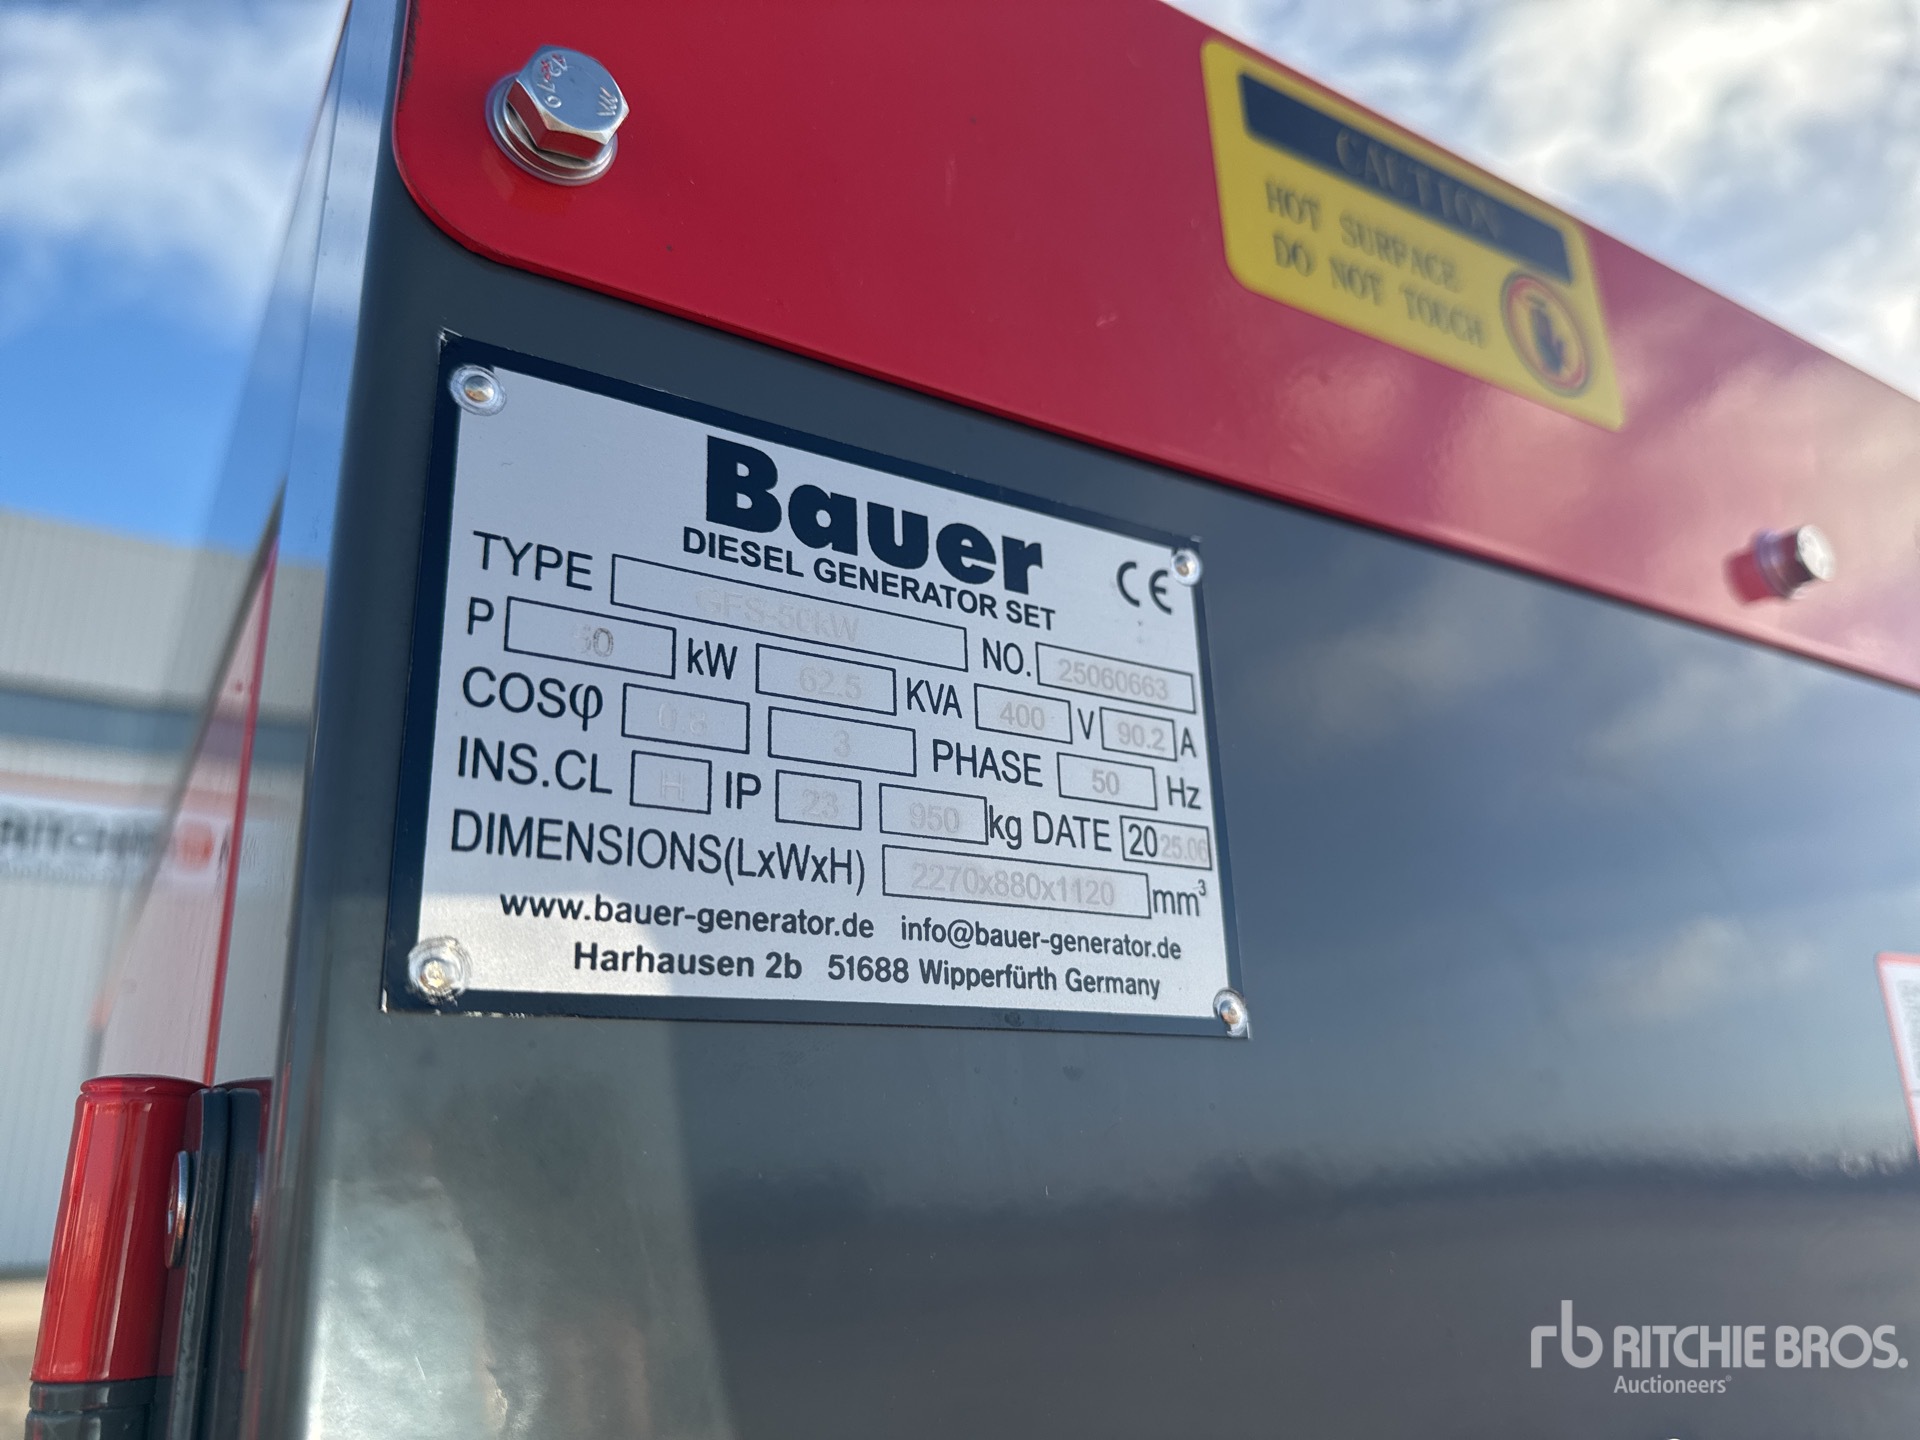 CAUTION
HOT SURFACE
DO NOT TOUCH
Bauer
DIESEL GENERATOR SET
CE
TYPE GFS-50kW NO. 25060663
P 50 kW 62.5 KVA 400 V 90.2 A
COSφ 0.8 3 PHASE 50 Hz
INS.CL H IP 23 950 kg DATE 2025.06
DIMENSIONS(LxWxH) 2270x880x1120 mm³
www.bauer-generator.de info@bauer-generator.de
Harhausen 2b 51688 Wipperfürth Germany
RITCHIE
rb RITCHIE BROS.
Auctioneers